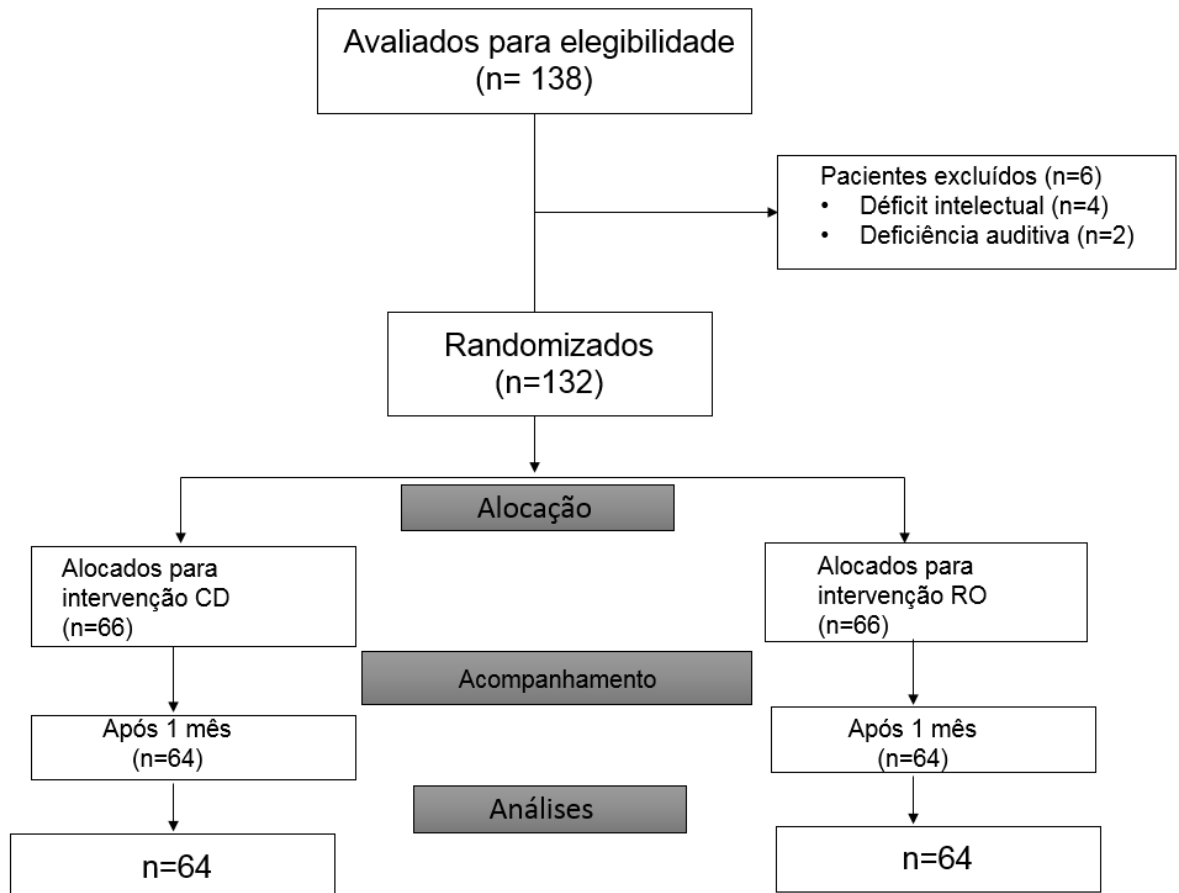 Avaliados para elegibilidade
(n= 138)
Pacientes excluídos (n=6)
• Déficit intelectual (n=4)
• Deficiência auditiva (n=2)
Randomizados
(n=132)
Alocação
Alocados para
intervenção CD
(n=66)
Alocados para
intervenção RO
(n=66)
Acompanhamento
Após 1 mês
(n=64)
Após 1 mês
(n=64)
Análises
n=64
n=64